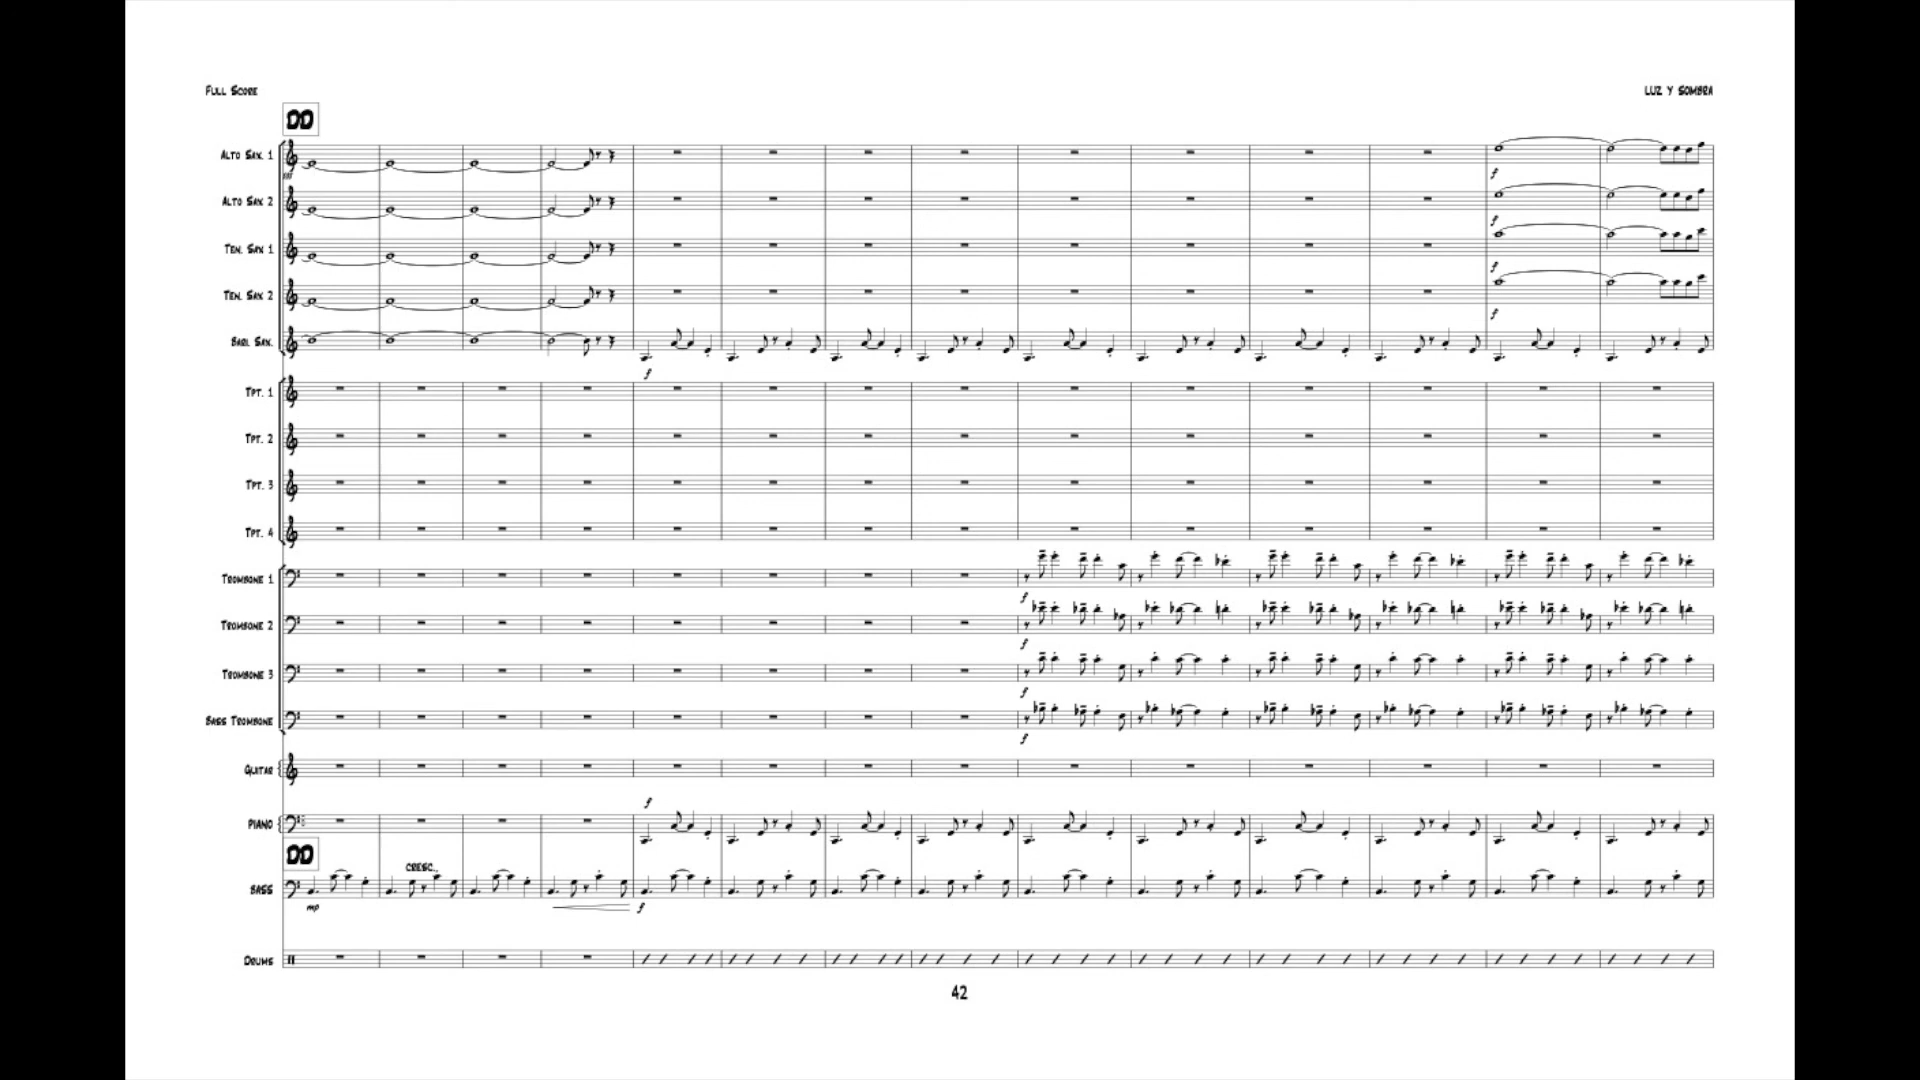 Full Score
Luz y Sombra
DD
Alto Sax. 1
Alto Sax 2
Ten. Sax 1
Ten. Sax 2
f
f
f
f
Bari. Sax.
f
Tpt. 1
Tpt. 2
Tpt. 3
Tpt. 4
Trombone 1
f
Trombone 2
f
Trombone 3
f
Bass Trombone
f
Guitar
f
Piano
DD
cresc..
Bass
mp
f
Drums
42